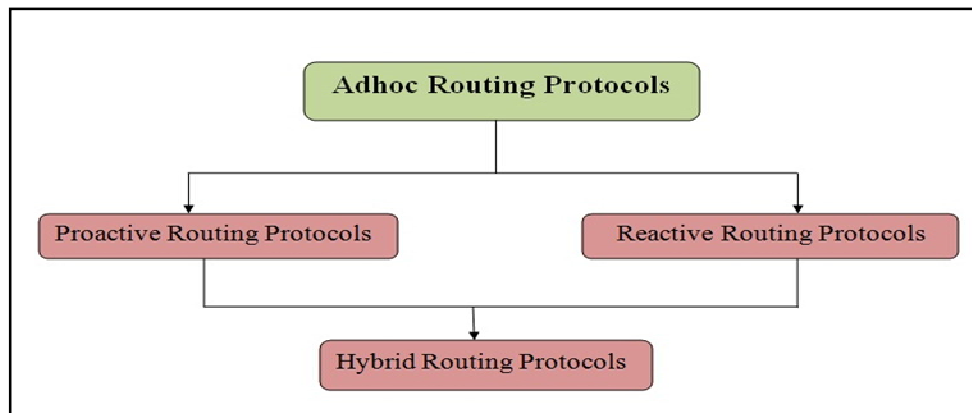 Adhoc Routing Protocols
Proactive Routing Protocols
Reactive Routing Protocols
Hybrid Routing Protocols